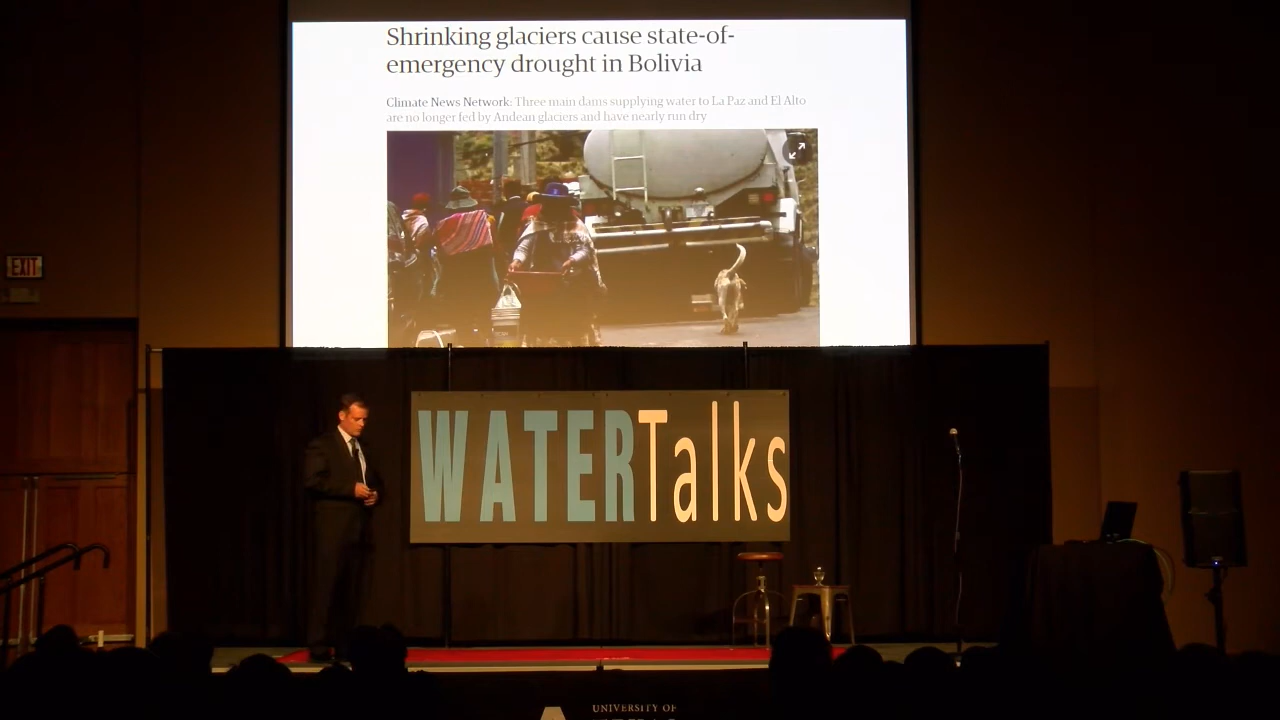 Shrinking glaciers cause state-of-
emergency drought in Bolivia
Climate News Network: Three main dams supplying water to La Paz and El Alto
are no longer fed by Andean glaciers and have nearly run dry
EXIT
WATERTalks
UNIVERSITY OF